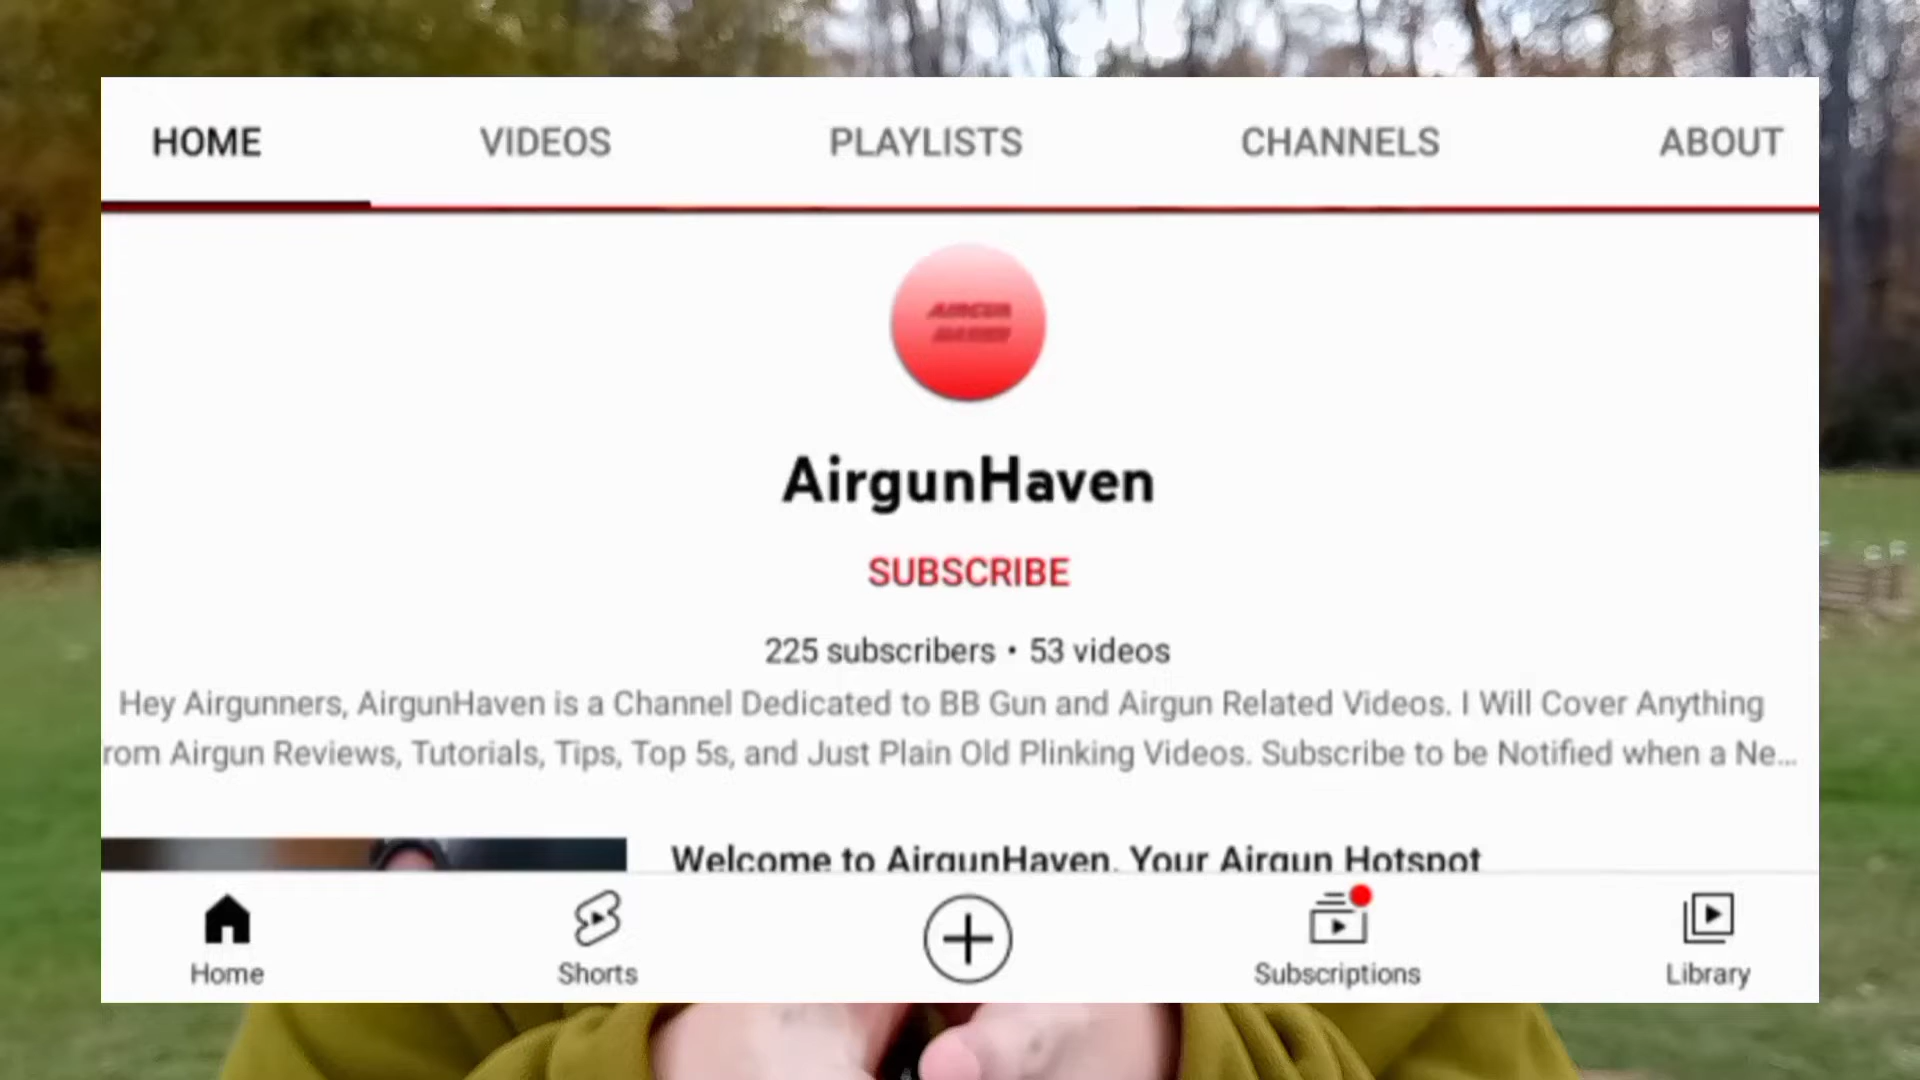 HOME VIDEOS PLAYLISTS CHANNELS ABOUT
AIRGUN
HAVEN
AirgunHaven
SUBSCRIBE
225 subscribers • 53 videos
Hey Airgunners, AirgunHaven is a Channel Dedicated to BB Gun and Airgun Related Videos. I Will Cover Anything
rom Airgun Reviews, Tutorials, Tips, Top 5s, and Just Plain Old Plinking Videos. Subscribe to be Notified when a Ne...
Welcome to AirgunHaven, Your Airgun Hotspot
Home Shorts Subscriptions Library